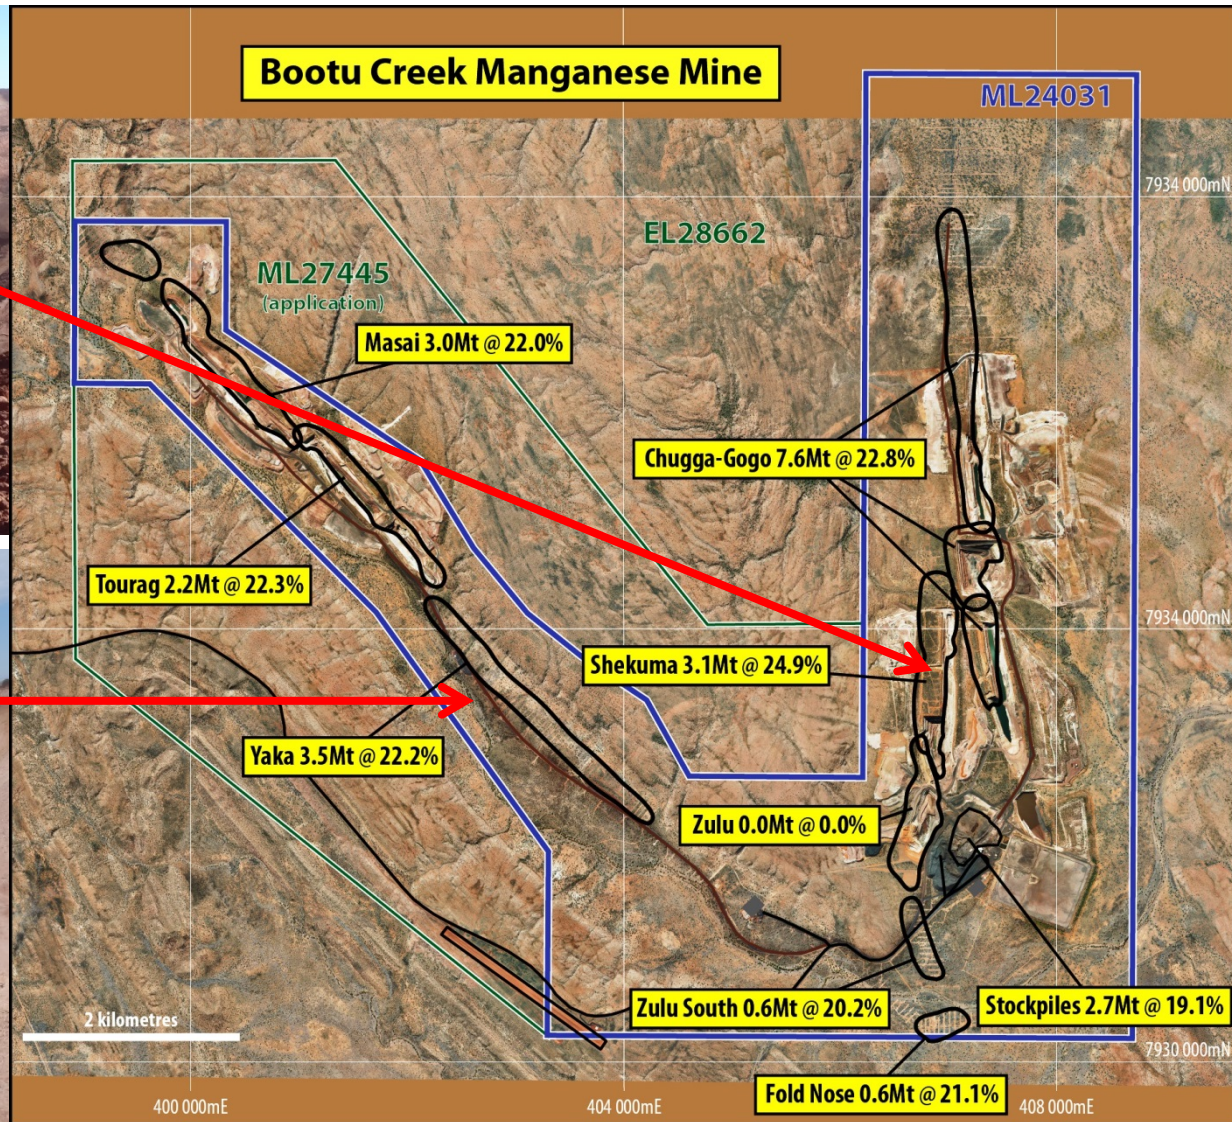 Bootu Creek Manganese Mine
ML24031
7934 000mN
EL28662
ML27445
(application)
Masai 3.0Mt @ 22.0%
Chugga-Gogo 7.6Mt @ 22.8%
Tourag 2.2Mt @ 22.3%
7934 000mN
Shekuma 3.1Mt @ 24.9%
Yaka 3.5Mt @ 22.2%
Zulu 0.0Mt @ 0.0%
Zulu South 0.6Mt @ 20.2%
Stockpiles 2.7Mt @ 19.1%
2 kilometres
7930 000mN
Fold Nose 0.6Mt @ 21.1%
400 000mE
404 000mE
408 000mE